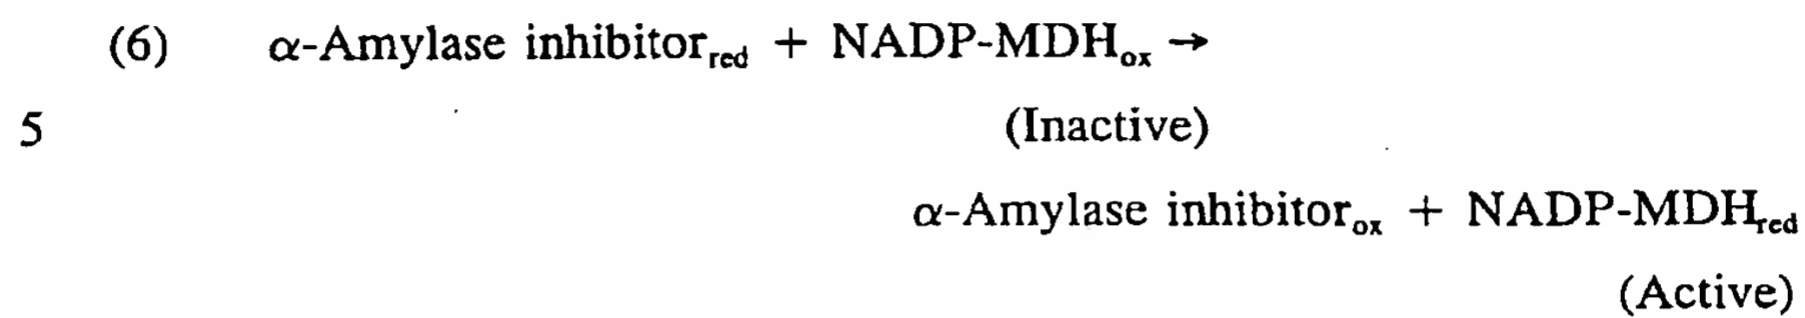 (6) α-Amylase inhibitor_red + NADP-MDH_ox →
5 (Inactive)
α-Amylase inhibitor_ox + NADP-MDH_red
(Active)